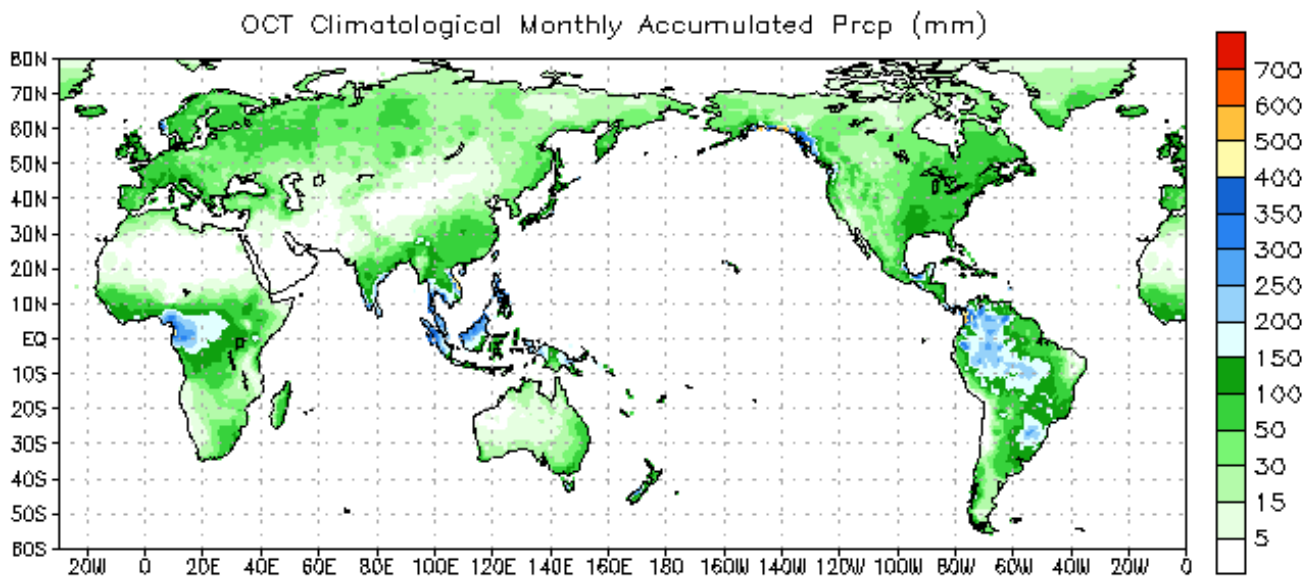 OCT Climatological Monthly Accumulated Prcp (mm)
80N
70N
60N
50N
40N
30N
20N
10N
EQ
10S
20S
30S
40S
50S
60S
20W 0 20E 40E 60E 80E 100E 120E 140E 160E 180 160W 140W 120W 100W 80W 60W 40W 20W 0
700
600
500
400
350
300
250
200
150
100
50
30
15
5